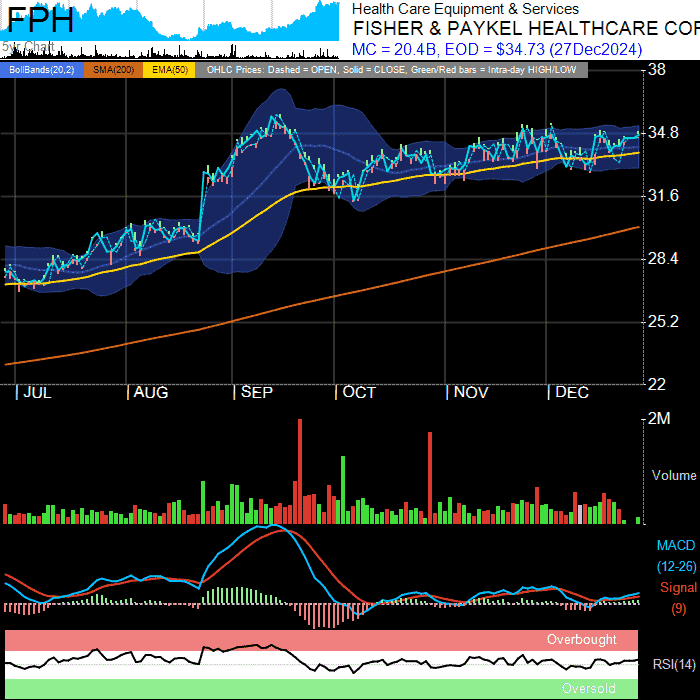 FPH
5yr Chart
Health Care Equipment & Services
FISHER & PAYKEL HEALTHCARE COR
MC = 20.4B, EOD = $34.73 (27Dec2024)
BollBands(20,2) SMA(200) EMA(50) OHLC Prices: Dashed = OPEN, Solid = CLOSE, Green/Red bars = Intra-day HIGH/LOW
38
34.8
31.6
28.4
25.2
22
JUL AUG SEP OCT NOV DEC
2M
Volume
MACD
(12-26)
Signal
(9)
Overbought
RSI(14)
Oversold